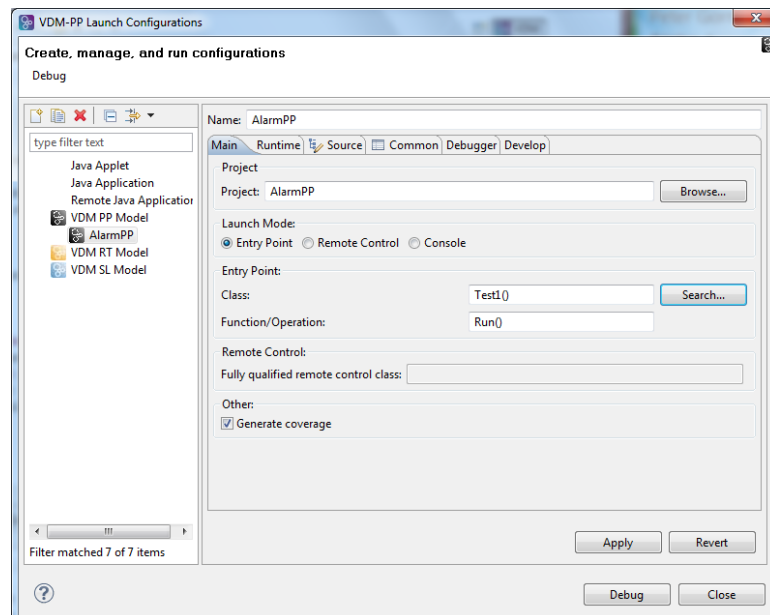 VDM-PP Launch Configurations
Create, manage, and run configurations
Debug
type filter text
Java Applet
Java Application
Remote Java Application
VDM PP Model
AlarmPP
VDM RT Model
VDM SL Model
Filter matched 7 of 7 items
Name: AlarmPP
Main Runtime Source Common Debugger Develop
Project
Project: AlarmPP Browse...
Launch Mode:
Entry Point Remote Control Console
Entry Point:
Class: Test1() Search...
Function/Operation: Run()
Remote Control:
Fully qualified remote control class:
Other:
Generate coverage
Apply Revert
Debug Close